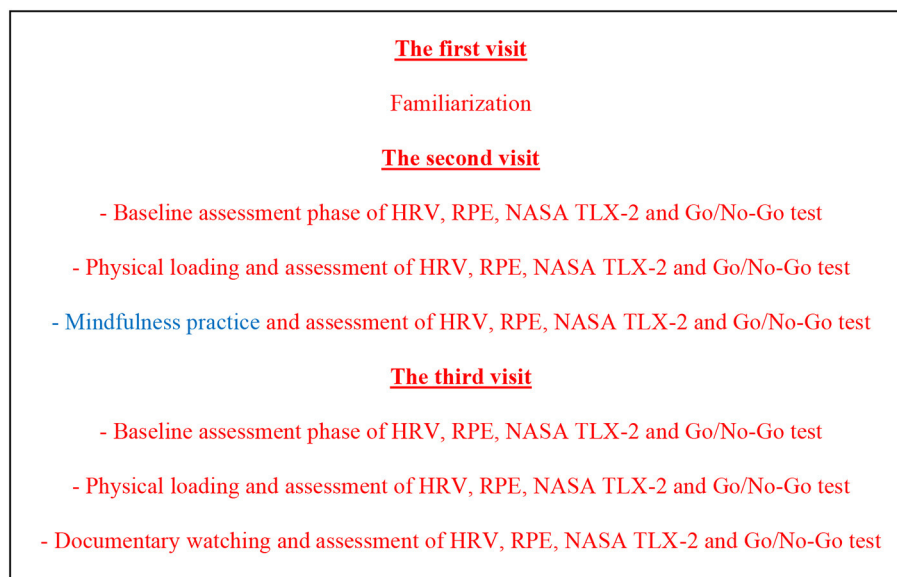 The first visit
Familiarization
The second visit
- Baseline assessment phase of HRV, RPE, NASA TLX-2 and Go/No-Go test
- Physical loading and assessment of HRV, RPE, NASA TLX-2 and Go/No-Go test
- Mindfulness practice and assessment of HRV, RPE, NASA TLX-2 and Go/No-Go test
The third visit
- Baseline assessment phase of HRV, RPE, NASA TLX-2 and Go/No-Go test
- Physical loading and assessment of HRV, RPE, NASA TLX-2 and Go/No-Go test
- Documentary watching and assessment of HRV, RPE, NASA TLX-2 and Go/No-Go test